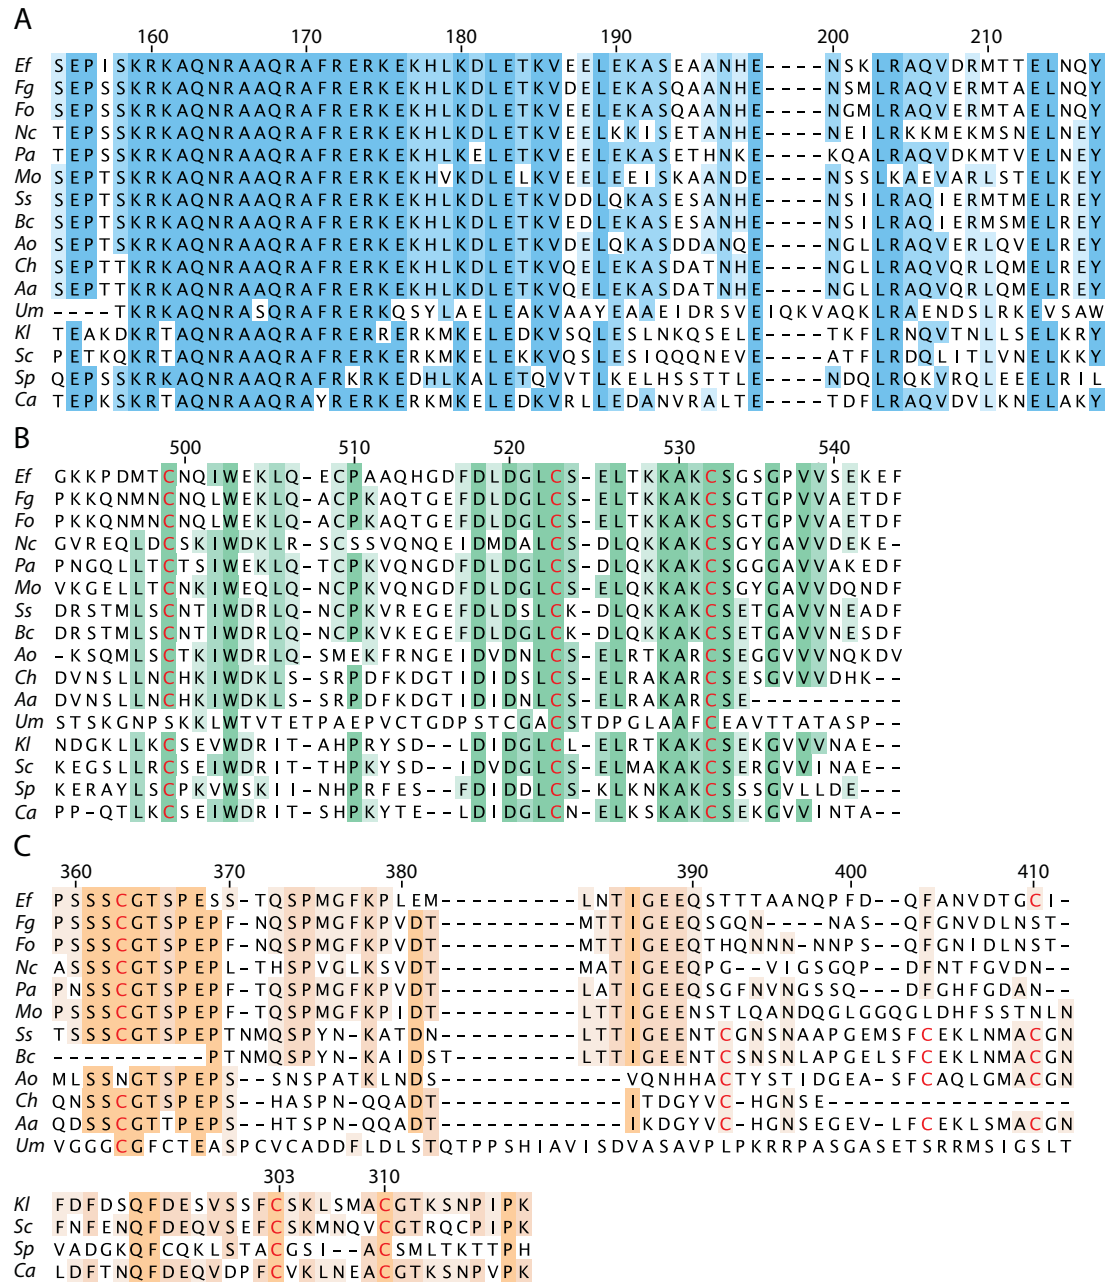 A
160 170 180 190 200 210
Ef SEPISKRKAQNRAAQRAFRERKEKHLKDLETKVEELEKASEAANHE----NSKLRAQVDRMTTELNQY
Fg SEPSSKRKAQNRAAQRAFRERKEKHLKDLETKVDELEKASQAANHE----NSMLRAQVERMTAELNQY
Fo SEPSSKRKAQNRAAQRAFRERKEKHLKDLETKVEELEKASQAANHE----NGMLRAQVERMTAELNQY
Nc TEPSSKRKAQNRAAQRAFRERKEKHLKDLETKVEELKKISETANHE----NEILRKKMEKMSNELNEY
Pa TEPSSKRKAQNRAAQRAFRERKEKHLKELETKVEELEKASETHNKE----KQALRAQVDKMTVELNEY
Mo SEPTSKRKAQNRAAQRAFRERKEKHVKDLELKVEELEEISKAANDE----NSSLKAEVARLSTELKEY
Ss SEPTSKRKAQNRAAQRAFRERKEKHLKDLETKVDDLQKASESANHE----NSILRAQIERMTMELREY
Bc SEPTSKRKAQNRAAQRAFRERKEKHLKDLETKVEDLEKASESANHE----NSILRAQIERMTMELREY
Ao SEPTSKRKAQNRAAQRAFRERKEKHLKDLETKVDELQKASDDANQE----NGLLRAQVERLQVELREY
Ch SEPTTKRKAQNRAAQRAFRERKEKHLKDLETKVQELEKASDATNHE----NGLLRAQVQRLQMELREY
Aa SEPTTKRKAQNRAAQRAFRERKEKHLKDLETKVQELEKASDATNHE----NGLLRAQVQRLQMELREY
Um ----TKRKAQNRASQRAFRERKQSYLAELEAKVAAYEAAEIDRSVEIQKVAQKLRAENDSLRKEVSAW
Kl TEAKDKRTAQNRAAQRAFRERRERKMKELEDKVQSLESLNKQSELE----TKFLRNQVTNLLSELKRY
Sc PETKQKRTAQNRAAQRAFRERKERKMKELEKKVQSLESIQQQNEVE----ATFLRDQLITLVNELKKY
Sp QEPSSKRKAQNRAAQRAFRKRKEDHLKALETQVVTLKELHSSTTLE----NDQLRQKVRQLEEELRIL
Ca TEPKSKRTAQNRAAQRAYRERKERKMKELEDKVRLLEDANVRALTE----TDFLRAQVDVLKNELAKY
B
500 510 520 530 540
Ef GKKPDMTCNQIWEKLQ-ECPAAQHGDFDLDGLCS-ELTKKAKCSGSGPVVSEKEF
Fg PKKQNMNCNQLWEKLQ-ACPKAQTGEFDLDGLCS-ELTKKAKCSGTGPVVAETDF
Fo PKKQNMNCNQLWEKLQ-ACPKAQTGEFDLDGLCS-ELTKKAKCSGTGPVVAETDF
Nc GVREQLDCSKIWDKLR-SCSSVQNQEIDMDALCS-DLQKKAKCSGYGAVVDEKE-
Pa PNGQLLTCTSIWEKLQ-TCPKVQNGDFDLDGLCS-DLQKKAKCSGGGAVVAKEDF
Mo VKGELLTCNKIWEQLQ-NCPKVQNGDFDLDGLCS-ELQKKAKCSGYGAVVDQNDF
Ss DRSTMLSCNTIWDRLQ-NCPKVREGEFDLDSLCK-DLQKKAKCSETGAVVNEADF
Bc DRSTMLSCNTIWDRLQ-NCPKVKEGEFDLDGLCK-DLQKKAKCSETGAVVNESDF
Ao -KSQMLSCTKIWDRLQ-SMEKFRNGEIDVDNLCS-ELRTKARCSEGGVVVNQKDV
Ch DVNSLLNCHKIWDKLS-SRPDFKDGTIDIDSLCS-ELRAKARCSESGVVVDHK--
Aa DVNSLLNCHKIWDKLS-SRPDFKDGTIDIDNLCS-ELRAKARCSE----------
Um STSKGNPSKKLWTVTETPAEPVCTGDPSTCGACSTDPGLAAFCEAVTTATASP--
Kl NDGKLLKCSEVWDRIT-AHPRYSD--LDIDGLCL-ELRTKAKCSEKGVVVNAE--
Sc KEGSLLRCSEIWDRIT-THPKYSD--IDVDGLCS-ELMAKAKCSERGVVINAE--
Sp KERAYLSCPKVWSKII-NHPRFES--FDIDDLCS-KLKNKAKCSSSGVLLDE---
Ca PP-QTLKCSEIWDRIT-SHPKYTE--LDIDGLCN-ELKSKAKCSEKGVVINTA--
C
360 370 380 390 400 410
Ef PSSSCGTSPESS-TQSPMGFKPLEM---------LNTIGEEQSTTTAANQPFD--QFANVDTGCI-
Fg PSSSCGTSPEPF-NQSPMGFKPVDT---------MTTIGEEQSGQN----NAS--QFGNVDLNST-
Fo PSSSCGTSPEPF-NQSPMGFKPVDT---------MTTIGEEQTHQNNN-NNPS--QFGNIDLNST-
Nc ASSSCGTSPEPL-THSPVGLKSVDT---------MATIGEEQPG--VIGSGQP--DFNTFGVDN--
Pa PNSSCGTSPEPF-TQSPMGFKPVDT---------LATIGEEQSGFNVNGSSQ---DFGHFGDAN--
Mo PSSSCGTSPEPF-TQSPMGFKPIDT---------LTTIGEENSTLQANDQGLGGQGLDHFSSTNLN
Ss TSSSCGTSPEPTNMQSPYN-KATDN---------LTTIGEENTCGNSNAAPGEMSFCEKLNMACGN
Bc ----------PTNMQSPYN-KAIDST--------LTTIGEENTCSNSNLAPGELSFCEKLNMACGN
Ao MLSSNGTSPEPS--SNSPATKLNDS-----------VQNHHACTYSTIDGEA-SFCAQLGMACGN
Ch QNSSCGTSPEPS--HASPN-QQADT-----------ITDGYVC-HGNSE---------------
Aa QDSSCGTTPEPS--HTSPN-QQADT-----------IKDGYVC-HGNSEGEV-LFCEKLSMACGN
Um VGGGCGFCTEASPCVCADDFLDLSTQTPPSHIAVISDVASAVPLPKRRPASGASETSRRMSIGSLT
303 310
Kl FDFDSQFDESVSSFCSKLSMACGTKSNPIPK
Sc FNFENQFDEQVSEFCSKMNQVCGTRQCPIPK
Sp VADGKQFCQKLSTACGSI--ACSMLTKTTPH
Ca LDFTNQFDEQVDPFCVKLNEACGTKSNPVPK